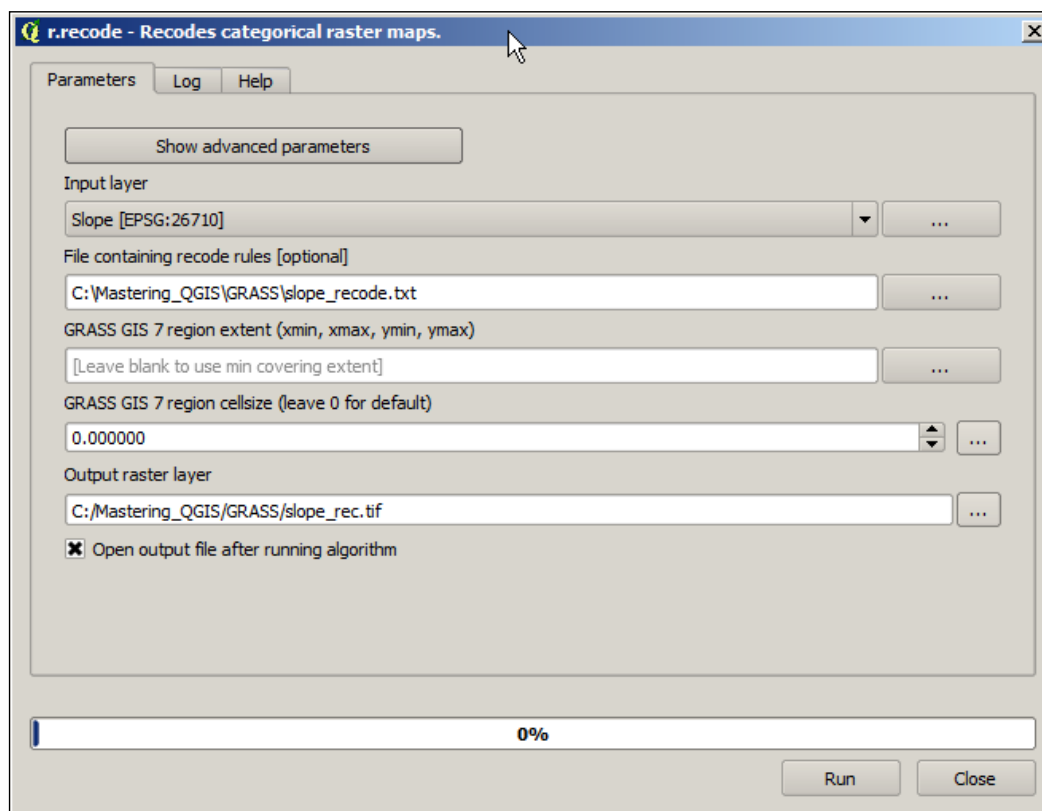 r.recode - Recodes categorical raster maps.
Parameters Log Help
Show advanced parameters
Input layer
Slope [EPSG:26710] ...
File containing recode rules [optional]
C:\Mastering_QGIS\GRASS\slope_recode.txt ...
GRASS GIS 7 region extent (xmin, xmax, ymin, ymax)
[Leave blank to use min covering extent] ...
GRASS GIS 7 region cellsize (leave 0 for default)
0.000000 ...
Output raster layer
C:/Mastering_QGIS/GRASS/slope_rec.tif ...
Open output file after running algorithm
0%
Run Close